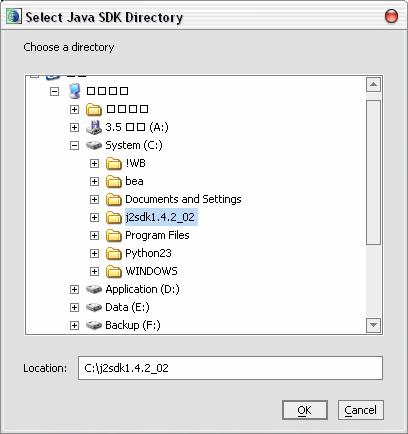 Select Java SDK Directory
Choose a directory
3.5 (A:)
System (C:)
!WB
bea
Documents and Settings
j2sdk1.4.2_02
Program Files
Python23
WINDOWS
Application (D:)
Data (E:)
Backup (F:)
Location: C:\j2sdk1.4.2_02
OK Cancel